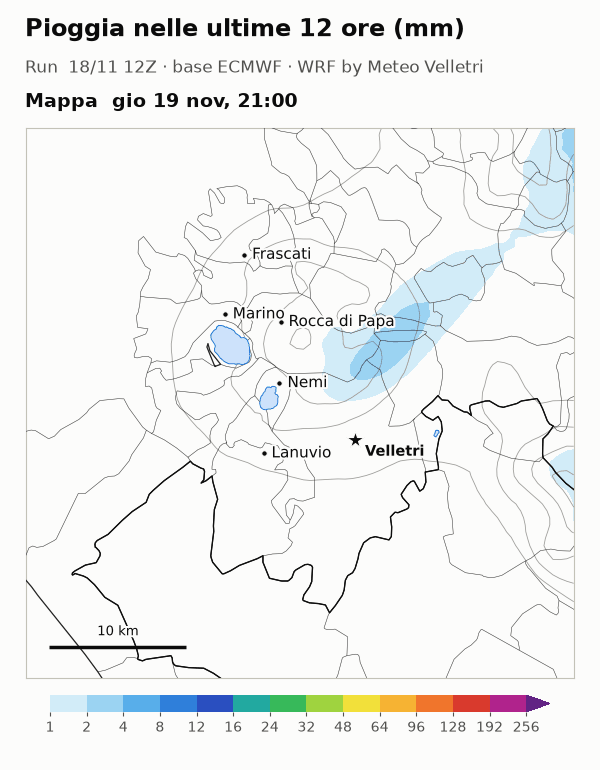 Pioggia nelle ultime 12 ore (mm)
Run  18/11 12Z · base ECMWF · WRF by Meteo Velletri
Mappa  gio 19 nov, 21:00
Frascati
Marino
Rocca di Papa
Nemi
Velletri
Lanuvio
10 km
1 2 4 8 12 16 24 32 48 64 96 128 192 256